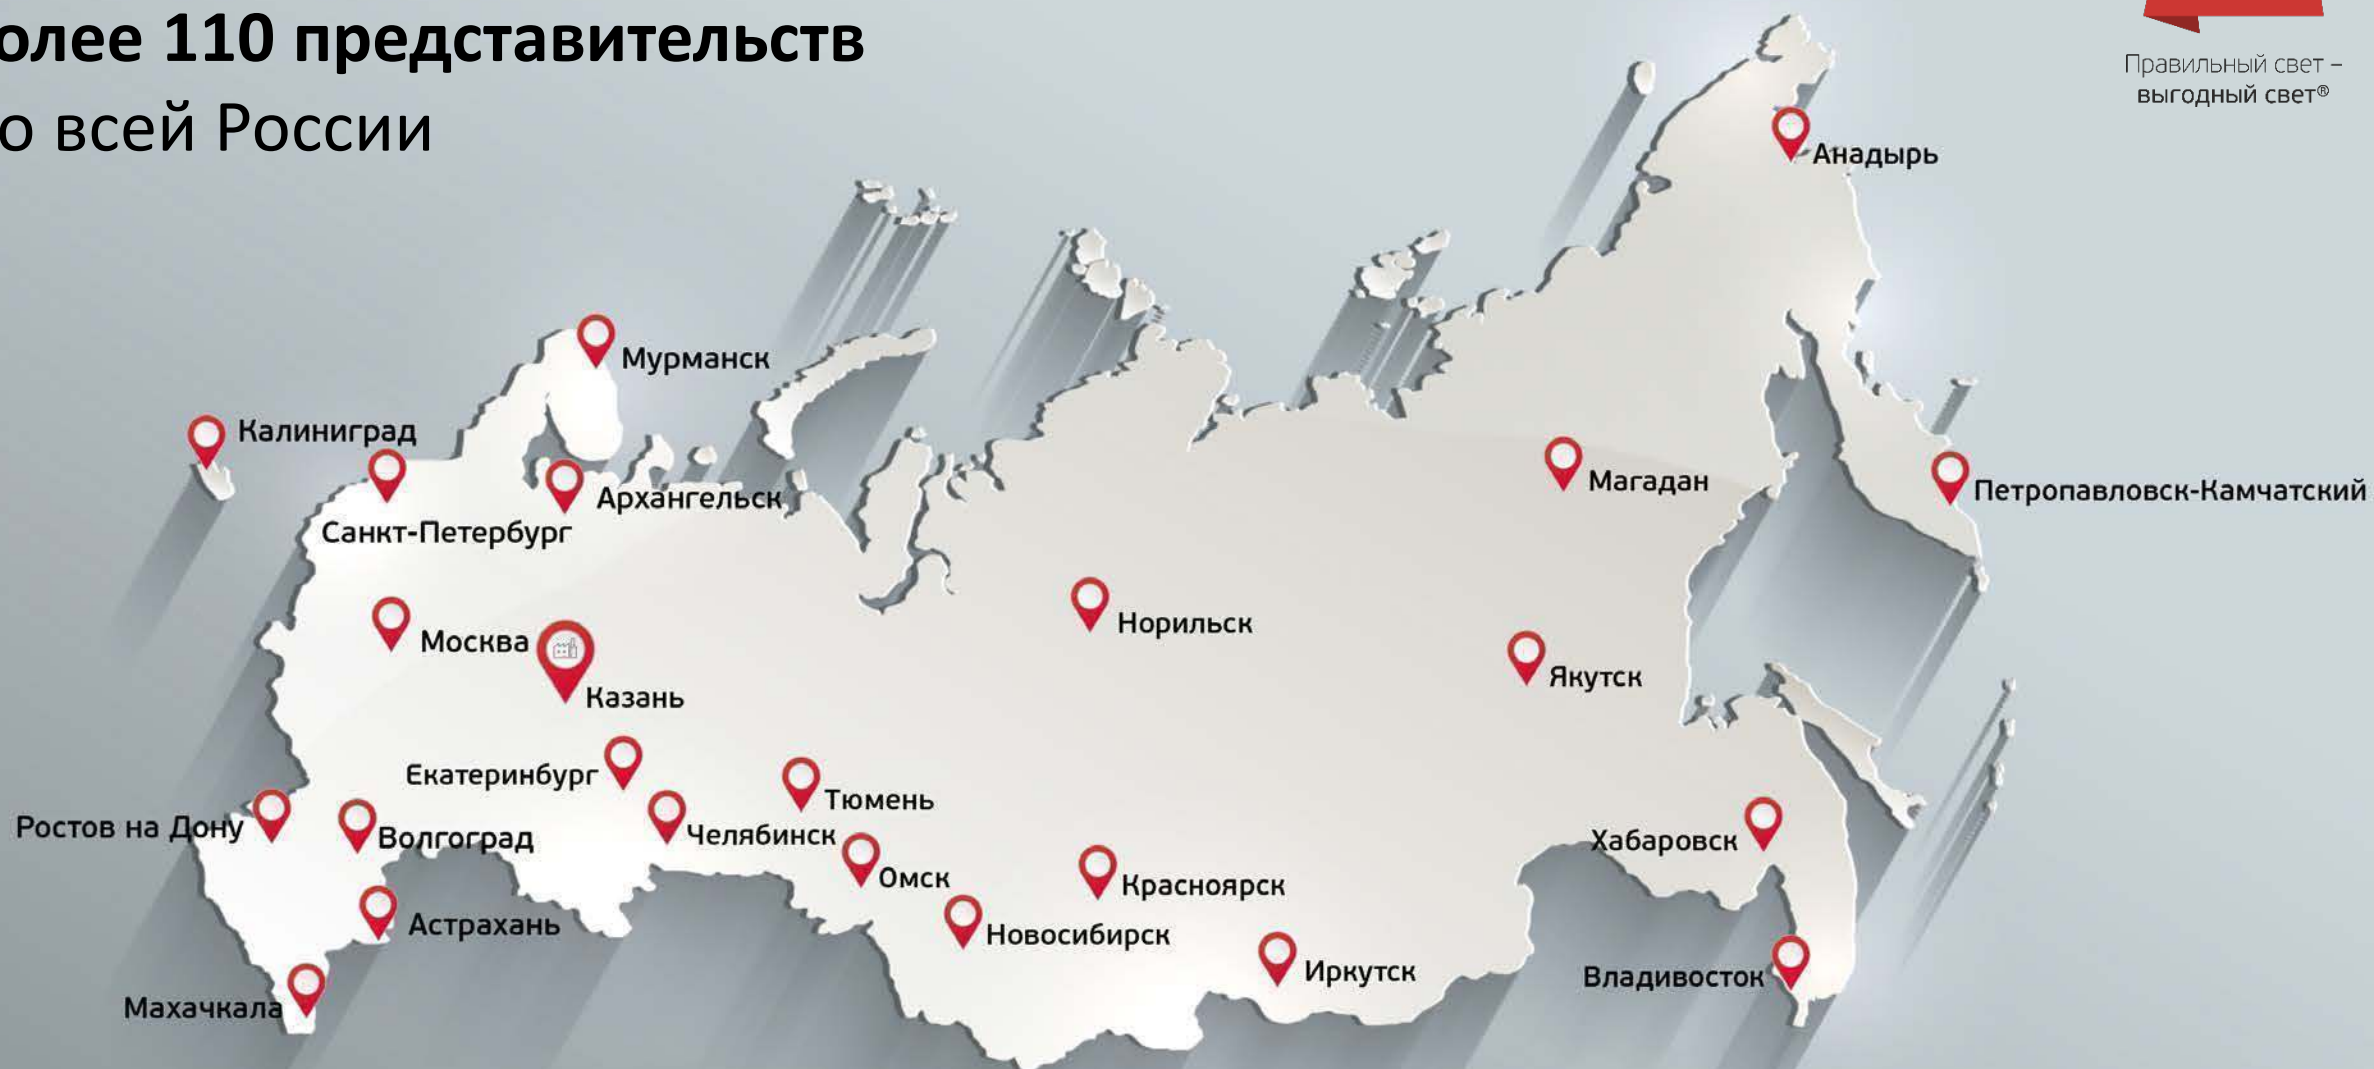 олее 110 представительств
о всей России
Правильный свет –
выгодный свет®
Анадырь
Мурманск
Калининград
Архангельск
Санкт-Петербург
Магадан
Петропавловск-Камчатский
Москва
Казань
Норильск
Якутск
Екатеринбург
Тюмень
Ростов на Дону
Волгоград
Челябинск
Хабаровск
Омск
Красноярск
Астрахань
Новосибирск
Иркутск
Владивосток
Махачкала